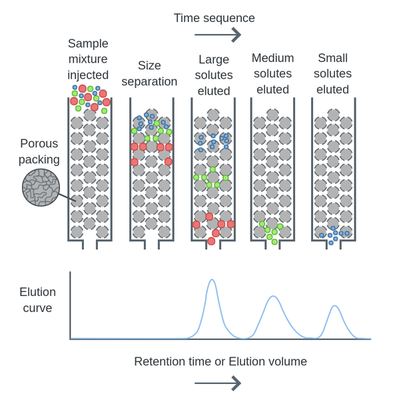 Time sequence
Sample
mixture
injected
Size
separation
Large
solutes
eluted
Medium
solutes
eluted
Small
solutes
eluted
Porous
packing
Elution
curve
Retention time or Elution volume